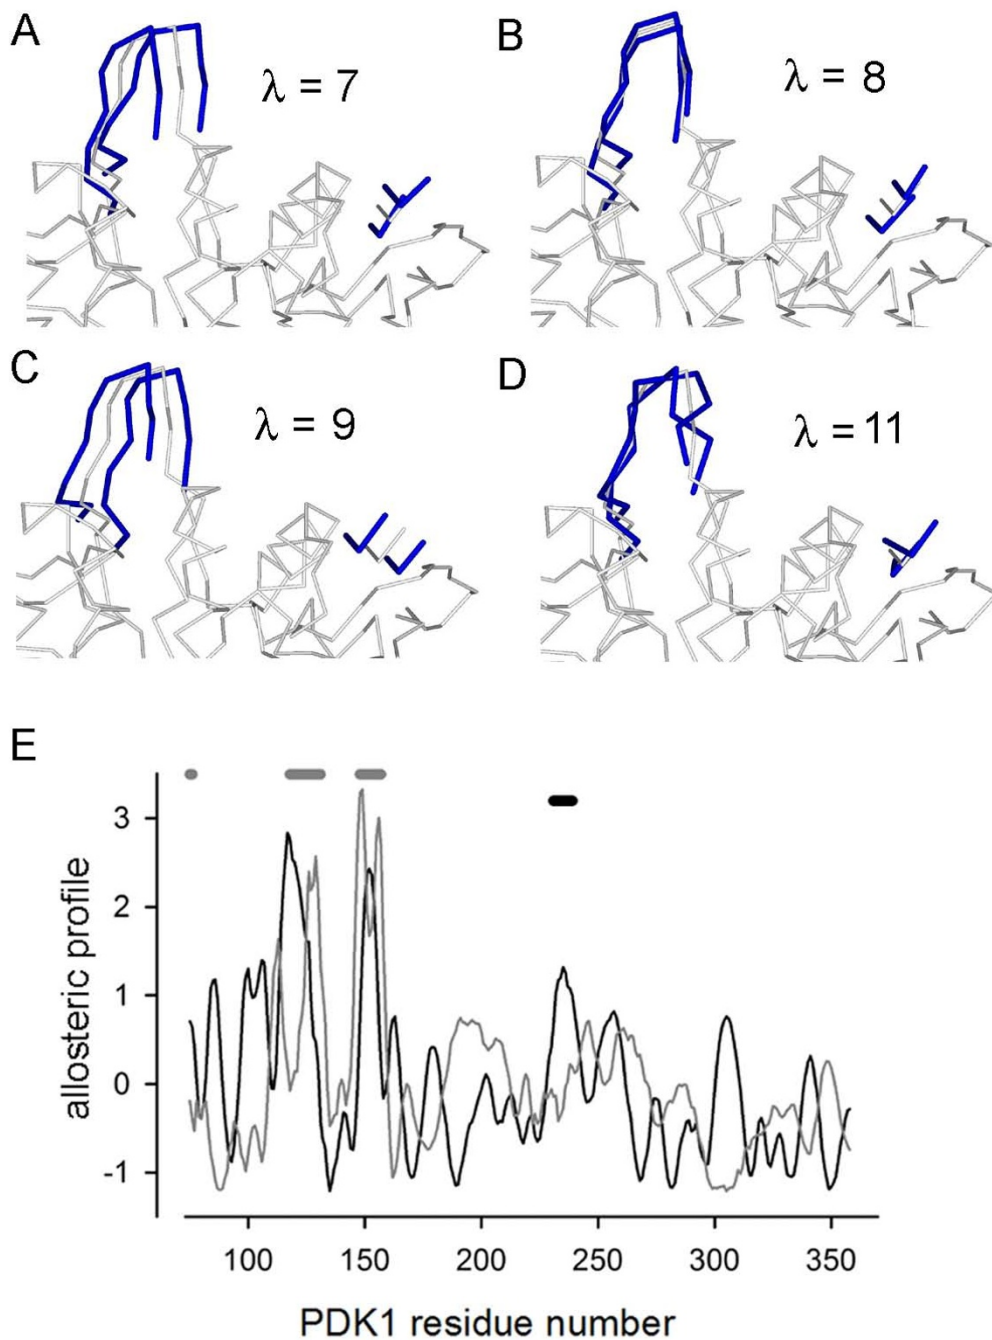 A
λ = 7
B
λ = 8
C
λ = 9
D
λ = 11
E
allosteric profile
3
2
1
0
-1
100 150 200 250 300 350
PDK1 residue number